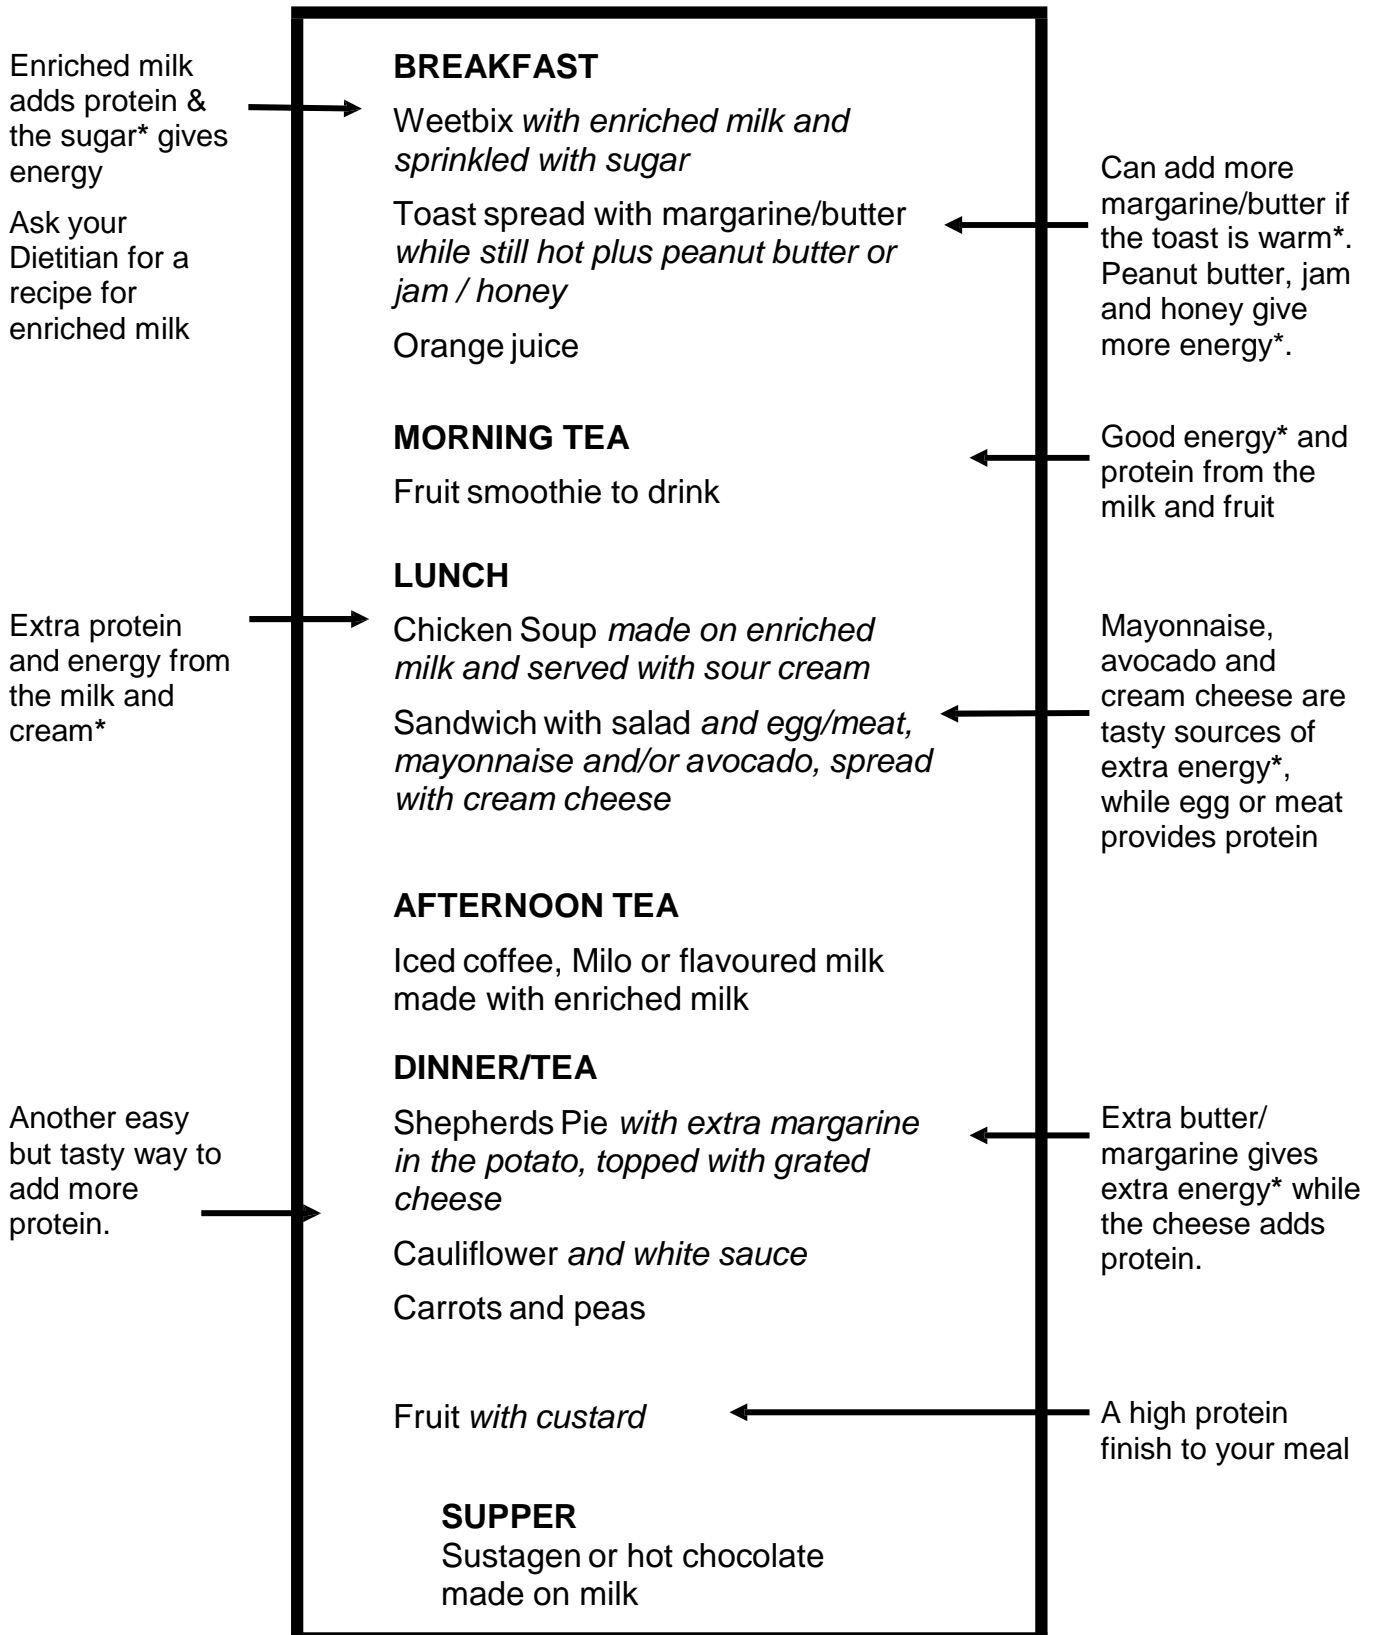 Enriched milk
adds protein &
the sugar* gives
energy
Ask your
Dietitian for a
recipe for
enriched milk
BREAKFAST
Weetbix with enriched milk and
sprinkled with sugar
Toast spread with margarine/butter
while still hot plus peanut butter or
jam / honey
Orange juice
Can add more
margarine/butter if
the toast is warm*.
Peanut butter, jam
and honey give
more energy*.
MORNING TEA
Fruit smoothie to drink
Good energy* and
protein from the
milk and fruit
LUNCH
Chicken Soup made on enriched
milk and served with sour cream
Sandwich with salad and egg/meat,
mayonnaise and/or avocado, spread
with cream cheese
Extra protein
and energy from
the milk and
cream*
Mayonnaise,
avocado and
cream cheese are
tasty sources of
extra energy*,
while egg or meat
provides protein
AFTERNOON TEA
Iced coffee, Milo or flavoured milk
made with enriched milk
DINNER/TEA
Shepherds Pie with extra margarine
in the potato, topped with grated
cheese
Cauliflower and white sauce
Carrots and peas
Another easy
but tasty way to
add more
protein.
Extra butter/
margarine gives
extra energy* while
the cheese adds
protein.
Fruit with custard
A high protein
finish to your meal
SUPPER
Sustagen or hot chocolate
made on milk